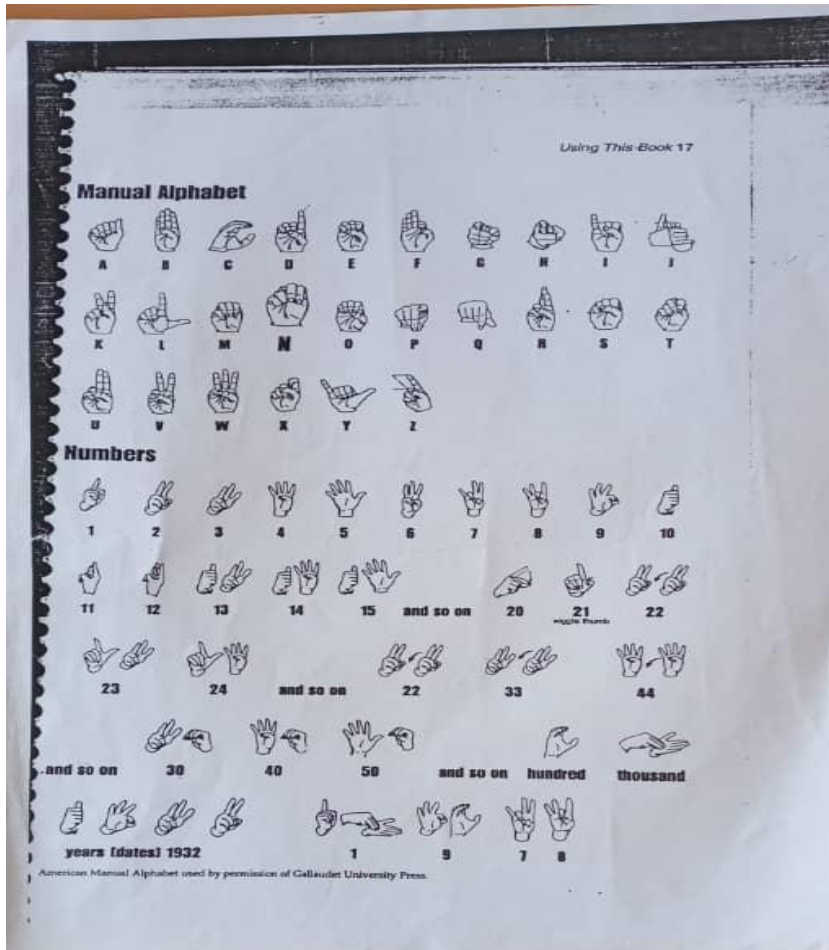 Using This Book 17
Manual Alphabet
A B C D E F G H I J
K L M N O P Q R S T
U V W X Y Z
Numbers
1 2 3 4 5 6 7 8 9 10
11 12 13 14 15 and so on 20 21 22
wiggle thumb
23 24 and so on 22 33 44
and so on 30 40 50 and so on hundred thousand
years [dates] 1932 1 9 7 8
American Manual Alphabet used by permission of Gallaudet University Press.